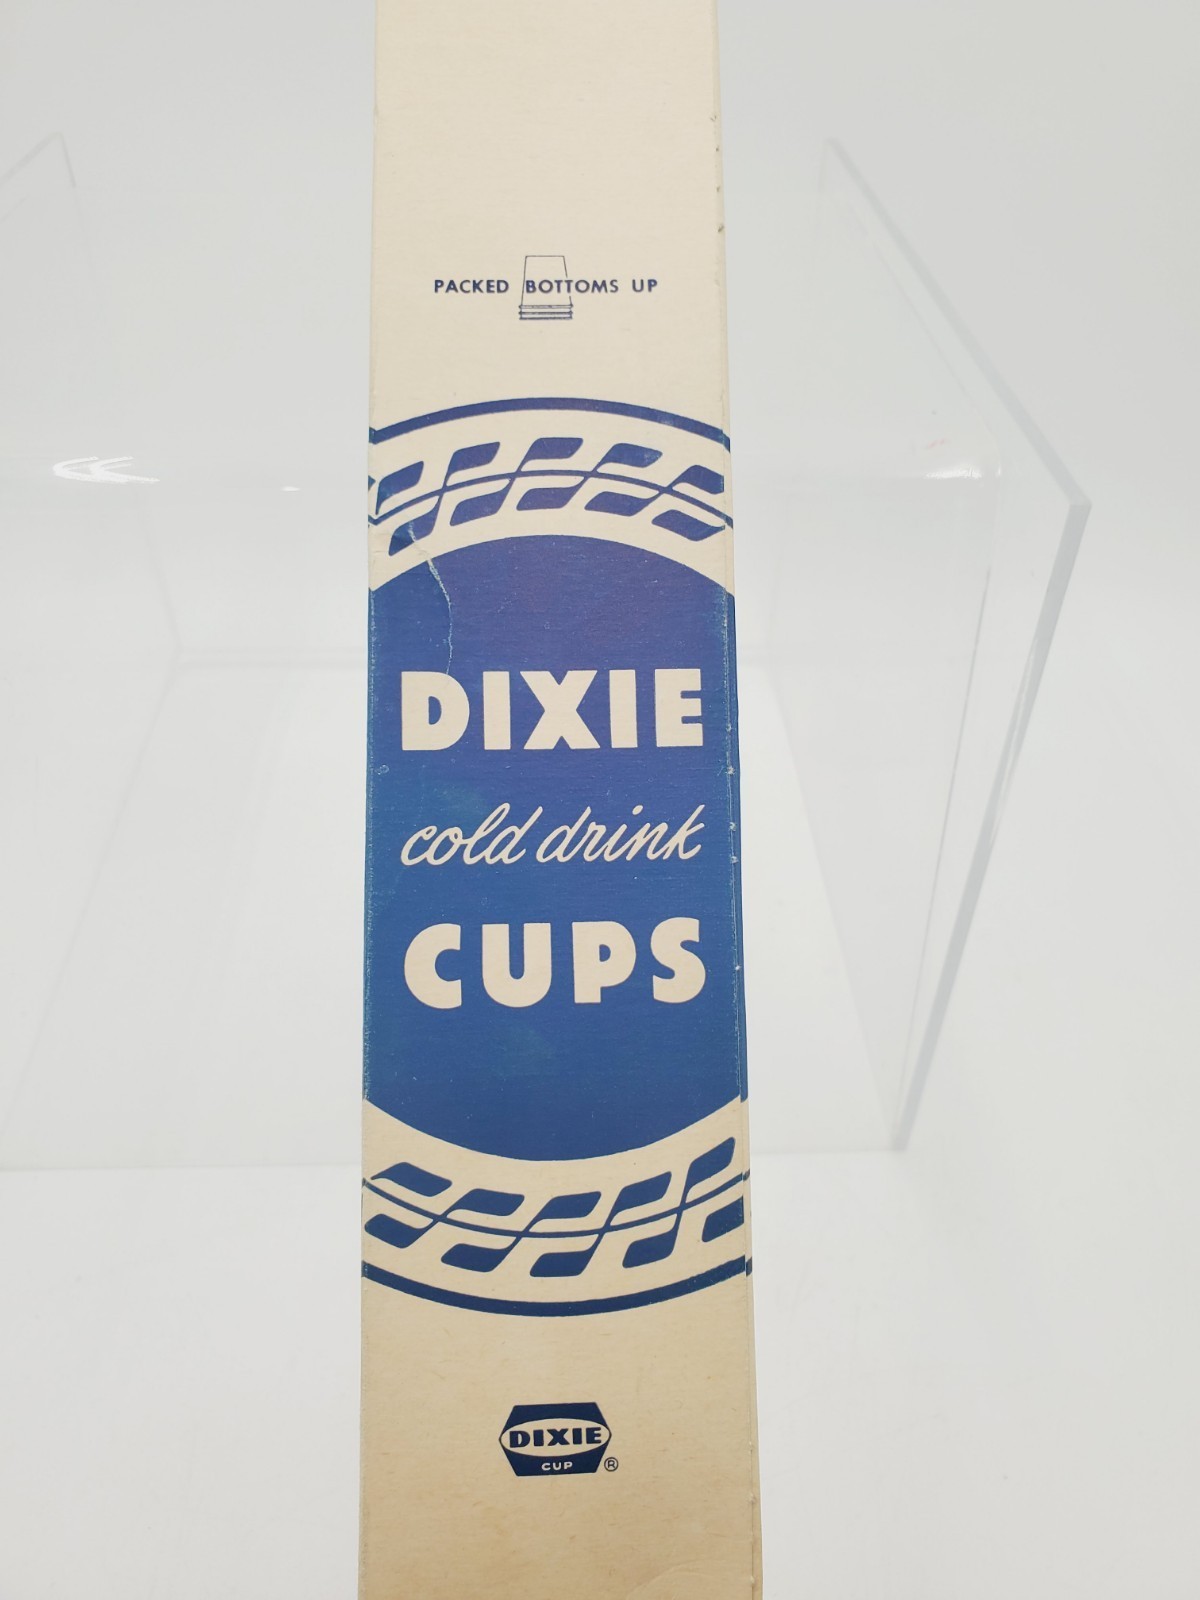 PACKED BOTTOMS UP
DIXIE
cold drink
CUPS
DIXIE
CUP ®